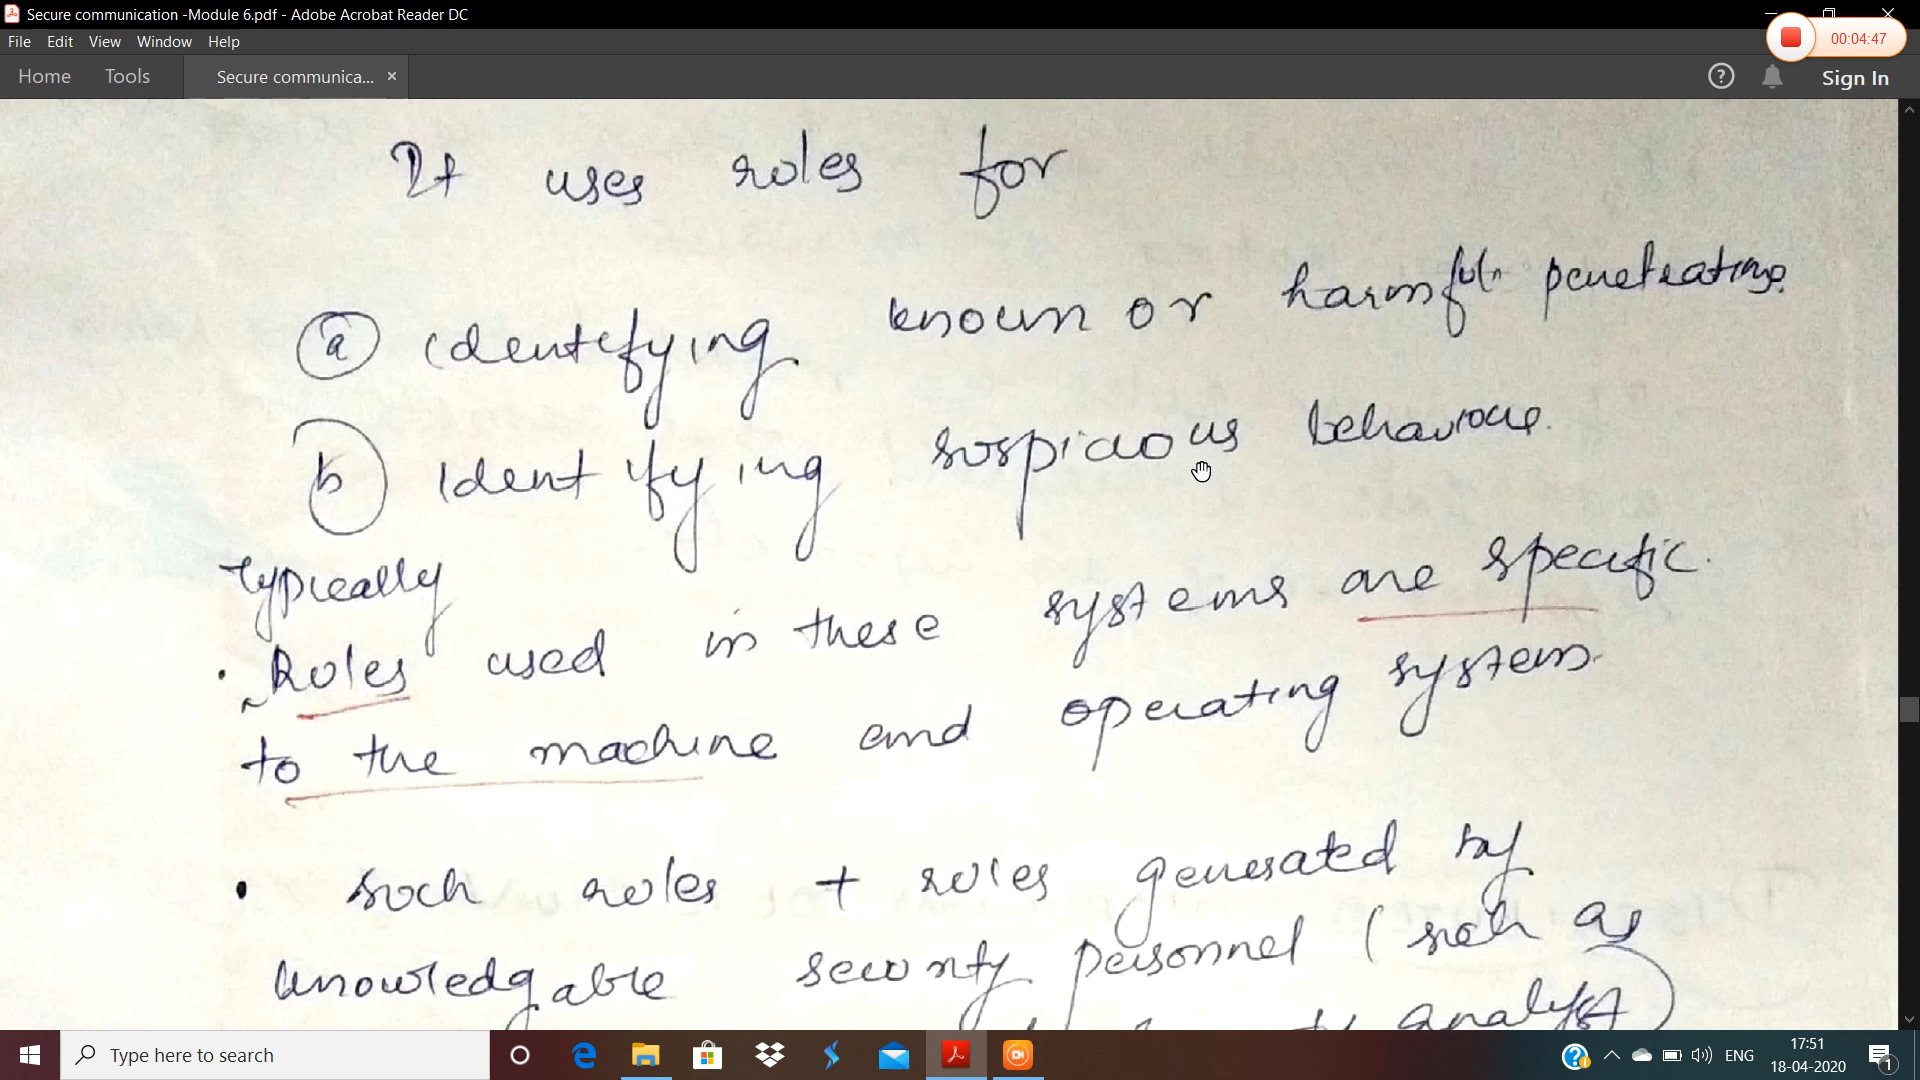 Secure communication -Module 6.pdf - Adobe Acrobat Reader DC
00:04:47
File Edit View Window Help
Home Tools Secure communica... × ? Sign In
It uses roles for
a identifying known or harmful penetrations.
b Identifying suspicious behaviour.
typically
. Roles used in these systems are specific.
to the machine and operating system.
• such roles + roles generated by
knowledgable security personnel (such as
analyst)
Type here to search
ENG
17:51
18-04-2020
1